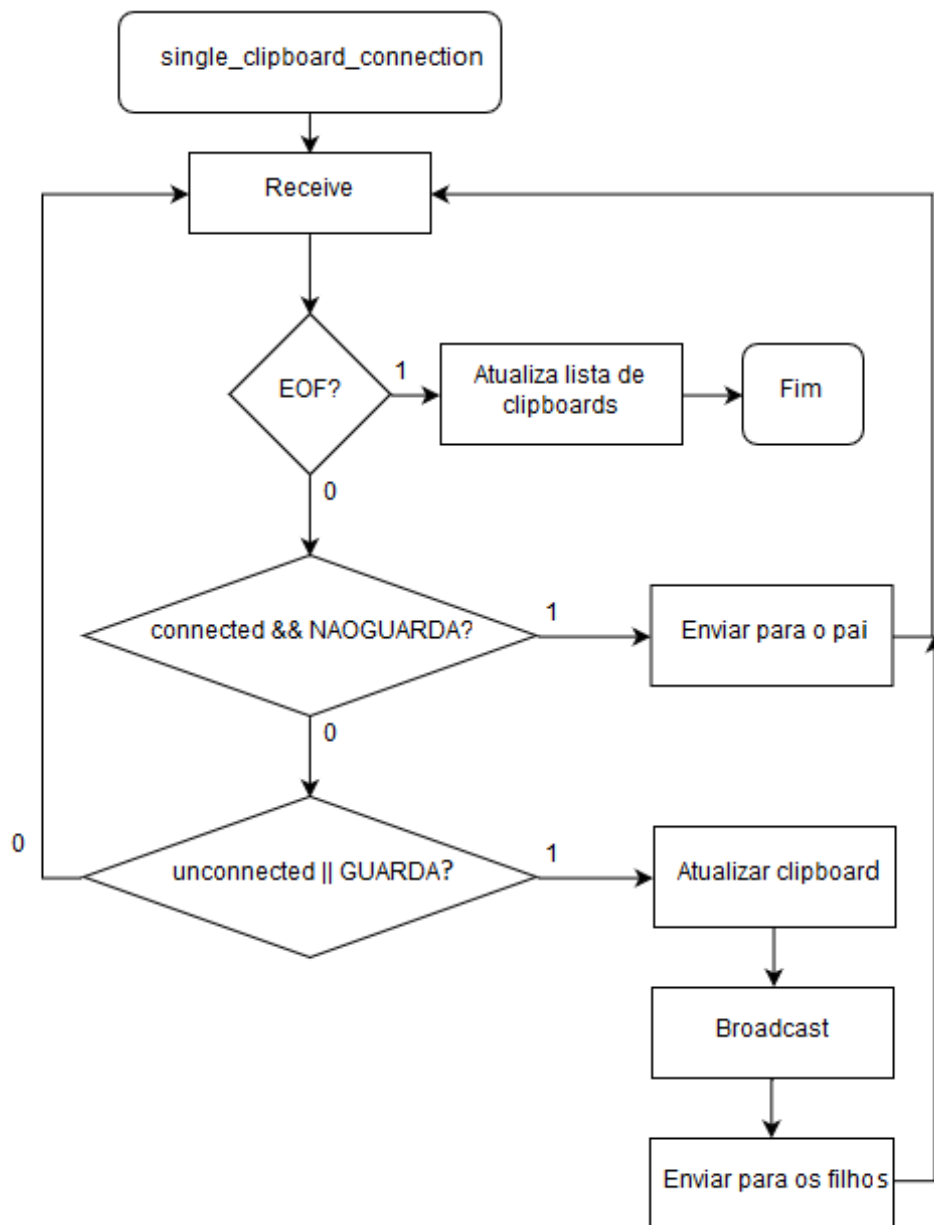 single_clipboard_connection
Receive
EOF?
1
Atualiza lista de
clipboards
Fim
0
connected && NAOGUARDA?
1
Enviar para o pai
0
0
unconnected || GUARDA?
1
Atualizar clipboard
Broadcast
Enviar para os filhos